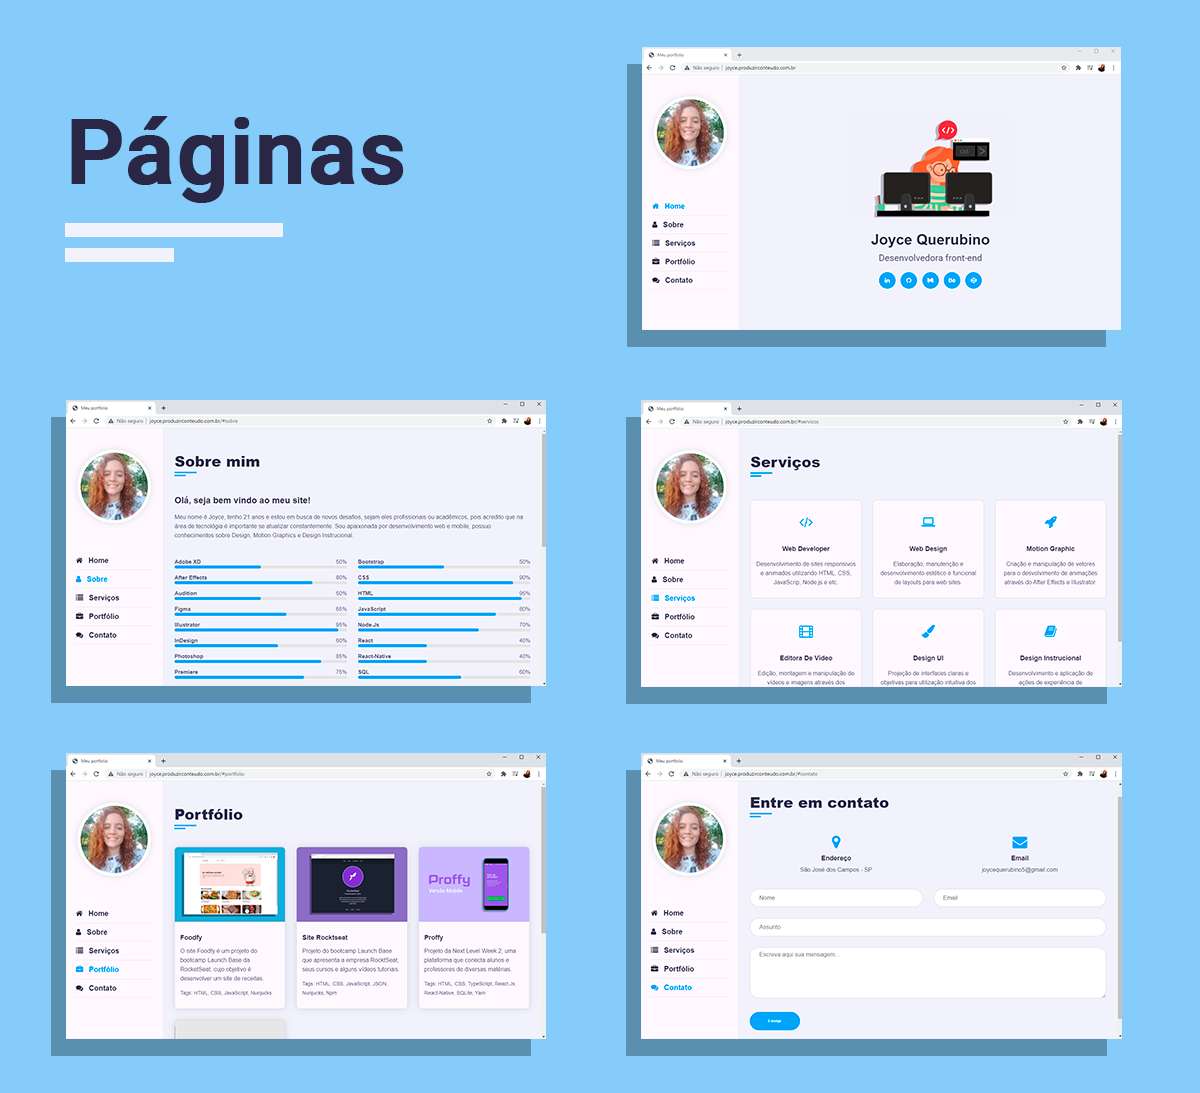 Páginas
Meu portfólio
Não seguro | joyce.produzirconteudo.com.br
Home
Sobre
Serviços
Portfólio
Contato
Joyce Querubino
Desenvolvedora front-end
Meu portfólio
Não seguro | joyce.produzirconteudo.com.br/#sobre
Home
Sobre
Serviços
Portfólio
Contato
Sobre mim
Olá, seja bem vindo ao meu site!
Meu nome é Joyce, tenho 21 anos e estou em busca de novos desafios, sejam eles profissionais ou acadêmicos, pois acredito que na
área de tecnológia é importante se atualizar constantemente. Sou apaixonada por desenvolvimento web e mobile, possuo
conhecimentos sobre Design, Motion Graphics e Design Instrucional.
Adobe XD 50% Bootstrap 50%
After Effects 80% CSS 90%
Audition 50% HTML 95%
Figma 65% JavaScript 80%
Illustrator 95% Node.Js 70%
InDesign 60% React 40%
Photoshop 85% React-Native 40%
Premiere 75% SQL 60%
Meu portfólio
Não seguro | joyce.produzirconteudo.com.br/#servicos
Home
Sobre
Serviços
Portfólio
Contato
Serviços
Web Developer
Desenvolvimento de sites responsivos
e animados utilizando HTML, CSS,
JavaScrip, Node.js e etc.
Web Design
Elaboração, manutenção e
desenvolvimento estético e funcional
de layouts para web sites.
Motion Graphic
Criação e manipulação de vetores
para o desvolvimento de animações
através do After Effects e Illustrator.
Editora De Vídeo
Edição, montagem e manipulação de
vídeos e imagens através dos
Design UI
Projeção de interfaces claras e
objetivas para utilização intuitiva dos
Design Instrucional
Desenvolvimento e aplicação de
ações de experiência de
Meu portfólio
Não seguro | joyce.produzirconteudo.com.br/#portfolio
Home
Sobre
Serviços
Portfólio
Contato
Portfólio
Foodfy
O site Foodfy é um projeto do
bootcamp Launch Base da
RocketSeat, cujo objetivo é
desenvolver um site de receitas.
Tags: HTML, CSS, JavaScript, Nunjucks
Site Rocktseat
Projeto do bootcamp Launch Base
que apresenta a empresa RocktSeat,
seus cursos e alguns vídeos tutoriais.
Tags: HTML, CSS, JavaScript, JSON,
Nunjucks, Npm
Proffy
Versão Mobile
Proffy
Projeto da Next Level Week 2, uma
plataforma que conecta alunos e
professores de diversas matérias.
Tags: HTML, CSS, TypeScript, React.Js,
React-Native, SQLite, Yarn
Meu portfólio
Não seguro | joyce.produzirconteudo.com.br/#contato
Home
Sobre
Serviços
Portfólio
Contato
Entre em contato
Endereço
São José dos Campos - SP
Email
joycequerubino5@gmail.com
Nome
Email
Assunto
Escreva aqui sua mensagem...